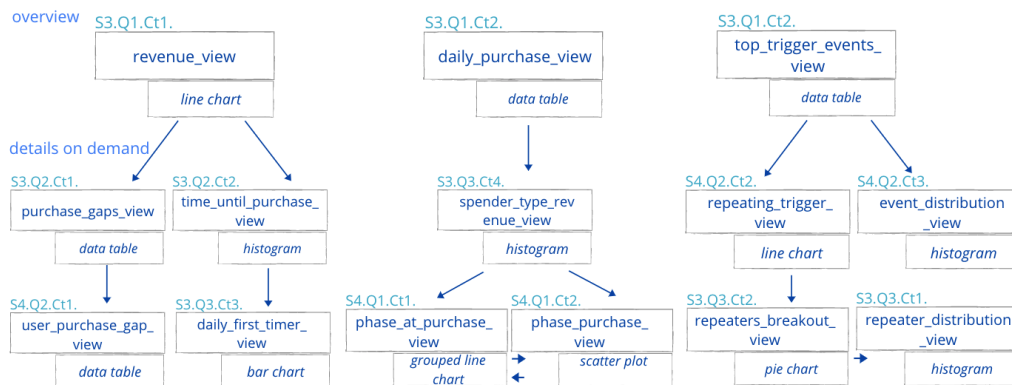 overview
S3.Q1.Ct1.
revenue_view
line chart
S3.Q1.Ct2.
daily_purchase_view
data table
S3.Q1.Ct2.
top_trigger_events_
view
data table
details on demand
S3.Q2.Ct1.
purchase_gaps_view
data table
S3.Q2.Ct2.
time_until_purchase_
view
histogram
S3.Q3.Ct4.
spender_type_rev
enue_view
histogram
S4.Q2.Ct2.
repeating_trigger_
view
line chart
S4.Q2.Ct3.
event_distribution
_view
histogram
S4.Q2.Ct1.
user_purchase_gap_
view
data table
S3.Q3.Ct3.
daily_first_timer_
view
bar chart
S4.Q1.Ct1.
phase_at_purchase_
view
grouped line
chart
S4.Q1.Ct2.
phase_purchase_
view
scatter plot
S3.Q3.Ct2.
repeaters_breakout_
view
pie chart
S3.Q3.Ct1.
repeater_distribution
_view
histogram